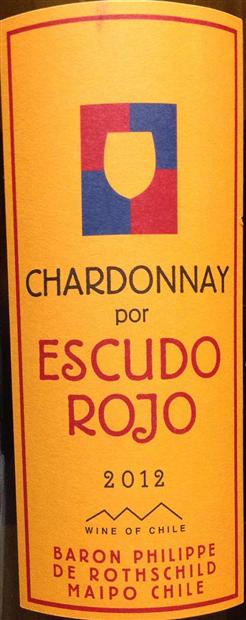 CHARDONNAY
por
ESCUDO
ROJO
2012
WINE OF CHILE
BARON PHILIPPE
DE ROTHSCHILD
MAIPO CHILE